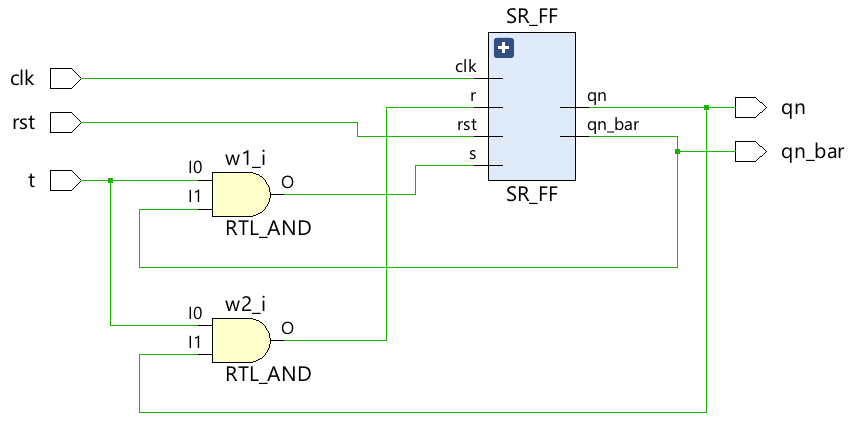 SR_FF
clk
clk
r
qn
qn
rst
rst
qn_bar
qn_bar
s
w1_i
I0
O
t
I1
SR_FF
RTL_AND
w2_i
I0
O
I1
RTL_AND